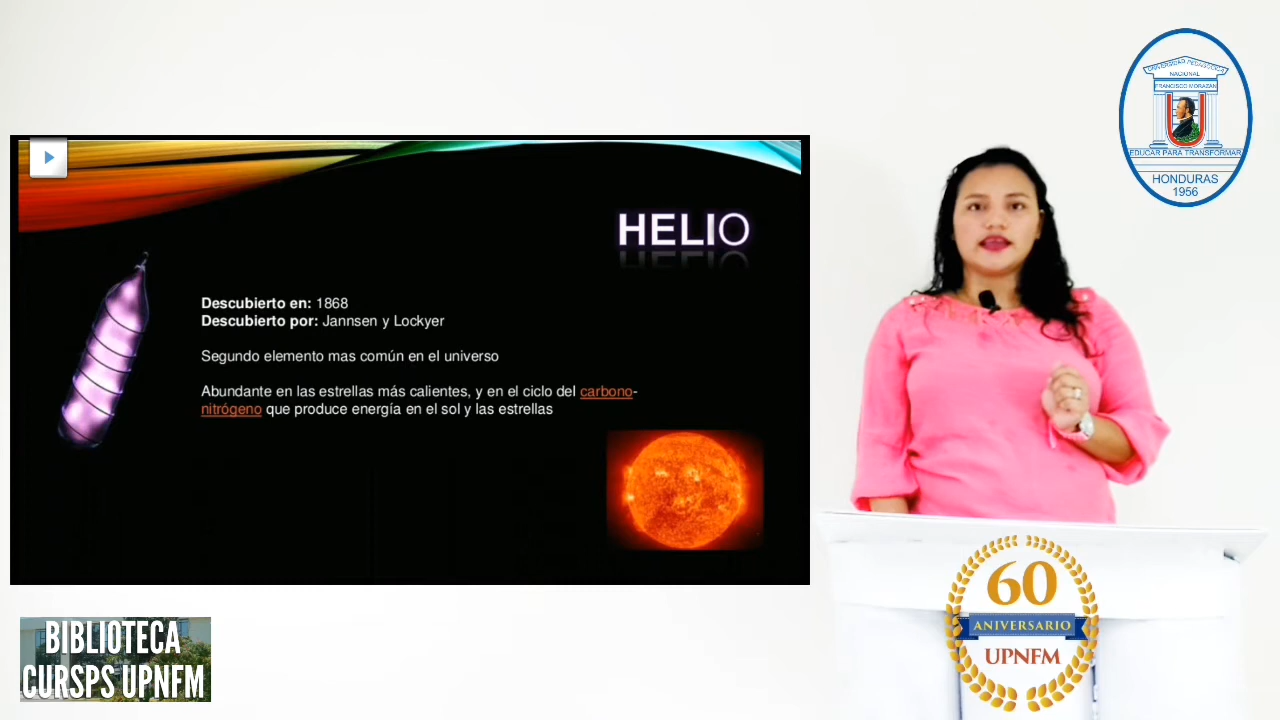 UNIVERSIDAD PEDAGOGICA
NACIONAL
FRANCISCO MORAZAN
EDUCAR PARA TRANSFORMAR
HONDURAS
1956
HELIO
Descubierto en: 1868
Descubierto por: Jannsen y Lockyer
Segundo elemento mas común en el universo
Abundante en las estrellas más calientes, y en el ciclo del carbono-
nitrógeno que produce energía en el sol y las estrellas
60
ANIVERSARIO
UPNFM
BIBLIOTECA
CURSPS UPNFM